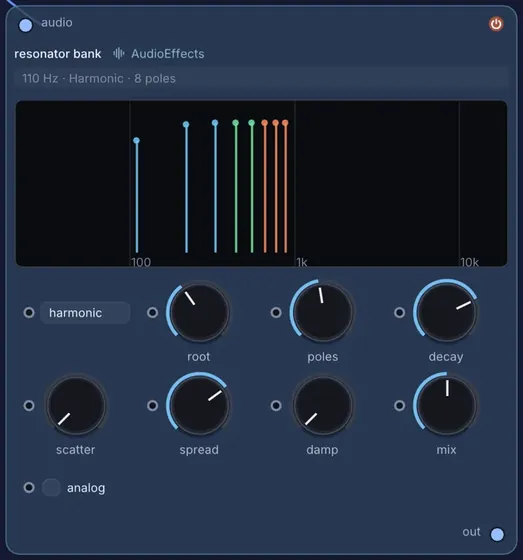 audio
resonator bank AudioEffects
110 Hz · Harmonic · 8 poles
100 1k 10k
harmonic
root poles decay
scatter spread damp mix
analog
out